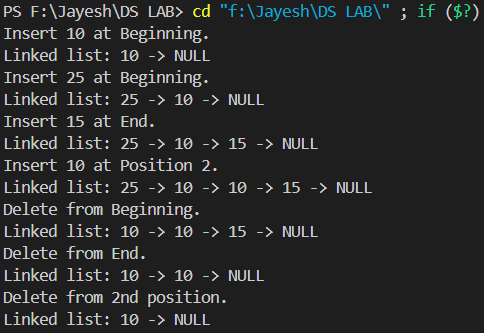 PS F:\Jayesh\DS LAB> cd "f:\Jayesh\DS LAB\" ; if ($?)
Insert 10 at Beginning.
Linked list: 10 -> NULL
Insert 25 at Beginning.
Linked list: 25 -> 10 -> NULL
Insert 15 at End.
Linked list: 25 -> 10 -> 15 -> NULL
Insert 10 at Position 2.
Linked list: 25 -> 10 -> 10 -> 15 -> NULL
Delete from Beginning.
Linked list: 10 -> 10 -> 15 -> NULL
Delete from End.
Linked list: 10 -> 10 -> NULL
Delete from 2nd position.
Linked list: 10 -> NULL